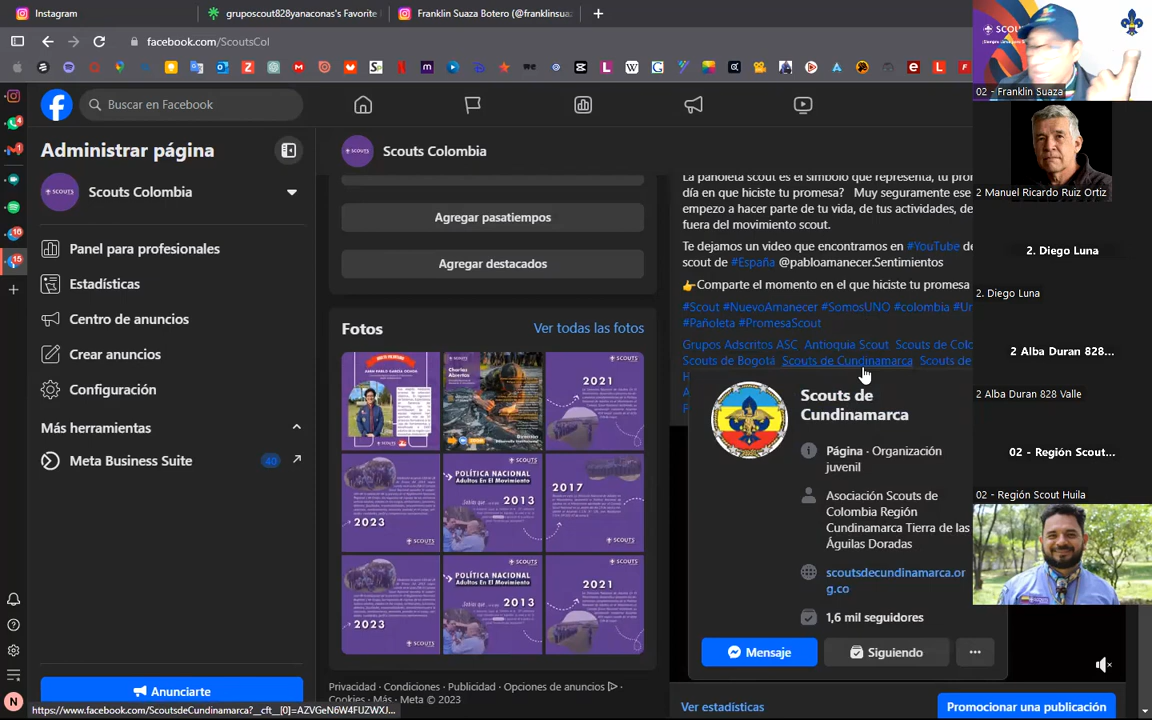 Instagram
gruposcout828yanaconas's Favorite
Franklin Suaza Botero (@franklinsuaz
facebook.com/ScoutsCol
Buscar en Facebook
Administrar página
Scouts Colombia
Panel para profesionales
Estadísticas
Centro de anuncios
Crear anuncios
Configuración
Más herramientas
Meta Business Suite
40
Anunciarte
https://www.facebook.com/ScoutsdeCundinamarca?__cft__[0]=AZVGeN6W4FUZWXJ...
Scouts Colombia
Agregar pasatiempos
Agregar destacados
Fotos
Ver todas las fotos
SCOUTS
2021
2023
POLÍTICA NACIONAL
Adultos En El Movimiento
2013
2017
2023
POLÍTICA NACIONAL
Adultos En El Movimiento
2013
2021
Privacidad · Condiciones · Publicidad · Opciones de anuncios ·
Cookies · Más · Meta © 2023
La pañoleta scout es el símbolo que representa, tu pro
día en que hiciste tu promesa? Muy seguramente ese
empezo a hacer parte de tu vida, de tus actividades, de
fuera del movimiento scout.
Te dejamos un video que encontramos en #YouTube de
scout de #España @pabloamanecer.Sentimientos
Comparte el momento en el que hiciste tu promesa
#Scout #NuevoAmanecer #SomosUNO #colombia #Un
#Pañoleta #PromesaScout
Grupos Adscritos ASC Antioquia Scout Scouts de Colo
Scouts de Bogotá Scouts de Cundinamarca Scouts de
Scouts de
Cundinamarca
Página · Organización
juvenil
Asociación Scouts de
Colombia Región
Cundinamarca Tierra de las
Águilas Doradas
scoutsdecundinamarca.or
g.co
1,6 mil seguidores
Mensaje
Siguiendo
Ver estadísticas
Promocionar una publicación
02 - Franklin Suaza
2 Manuel Ricardo Ruiz Ortiz
2. Diego Luna
2. Diego Luna
2 Alba Duran 828...
2 Alba Duran 828 Valle
02 - Región Scout...
02 - Región Scout Huila